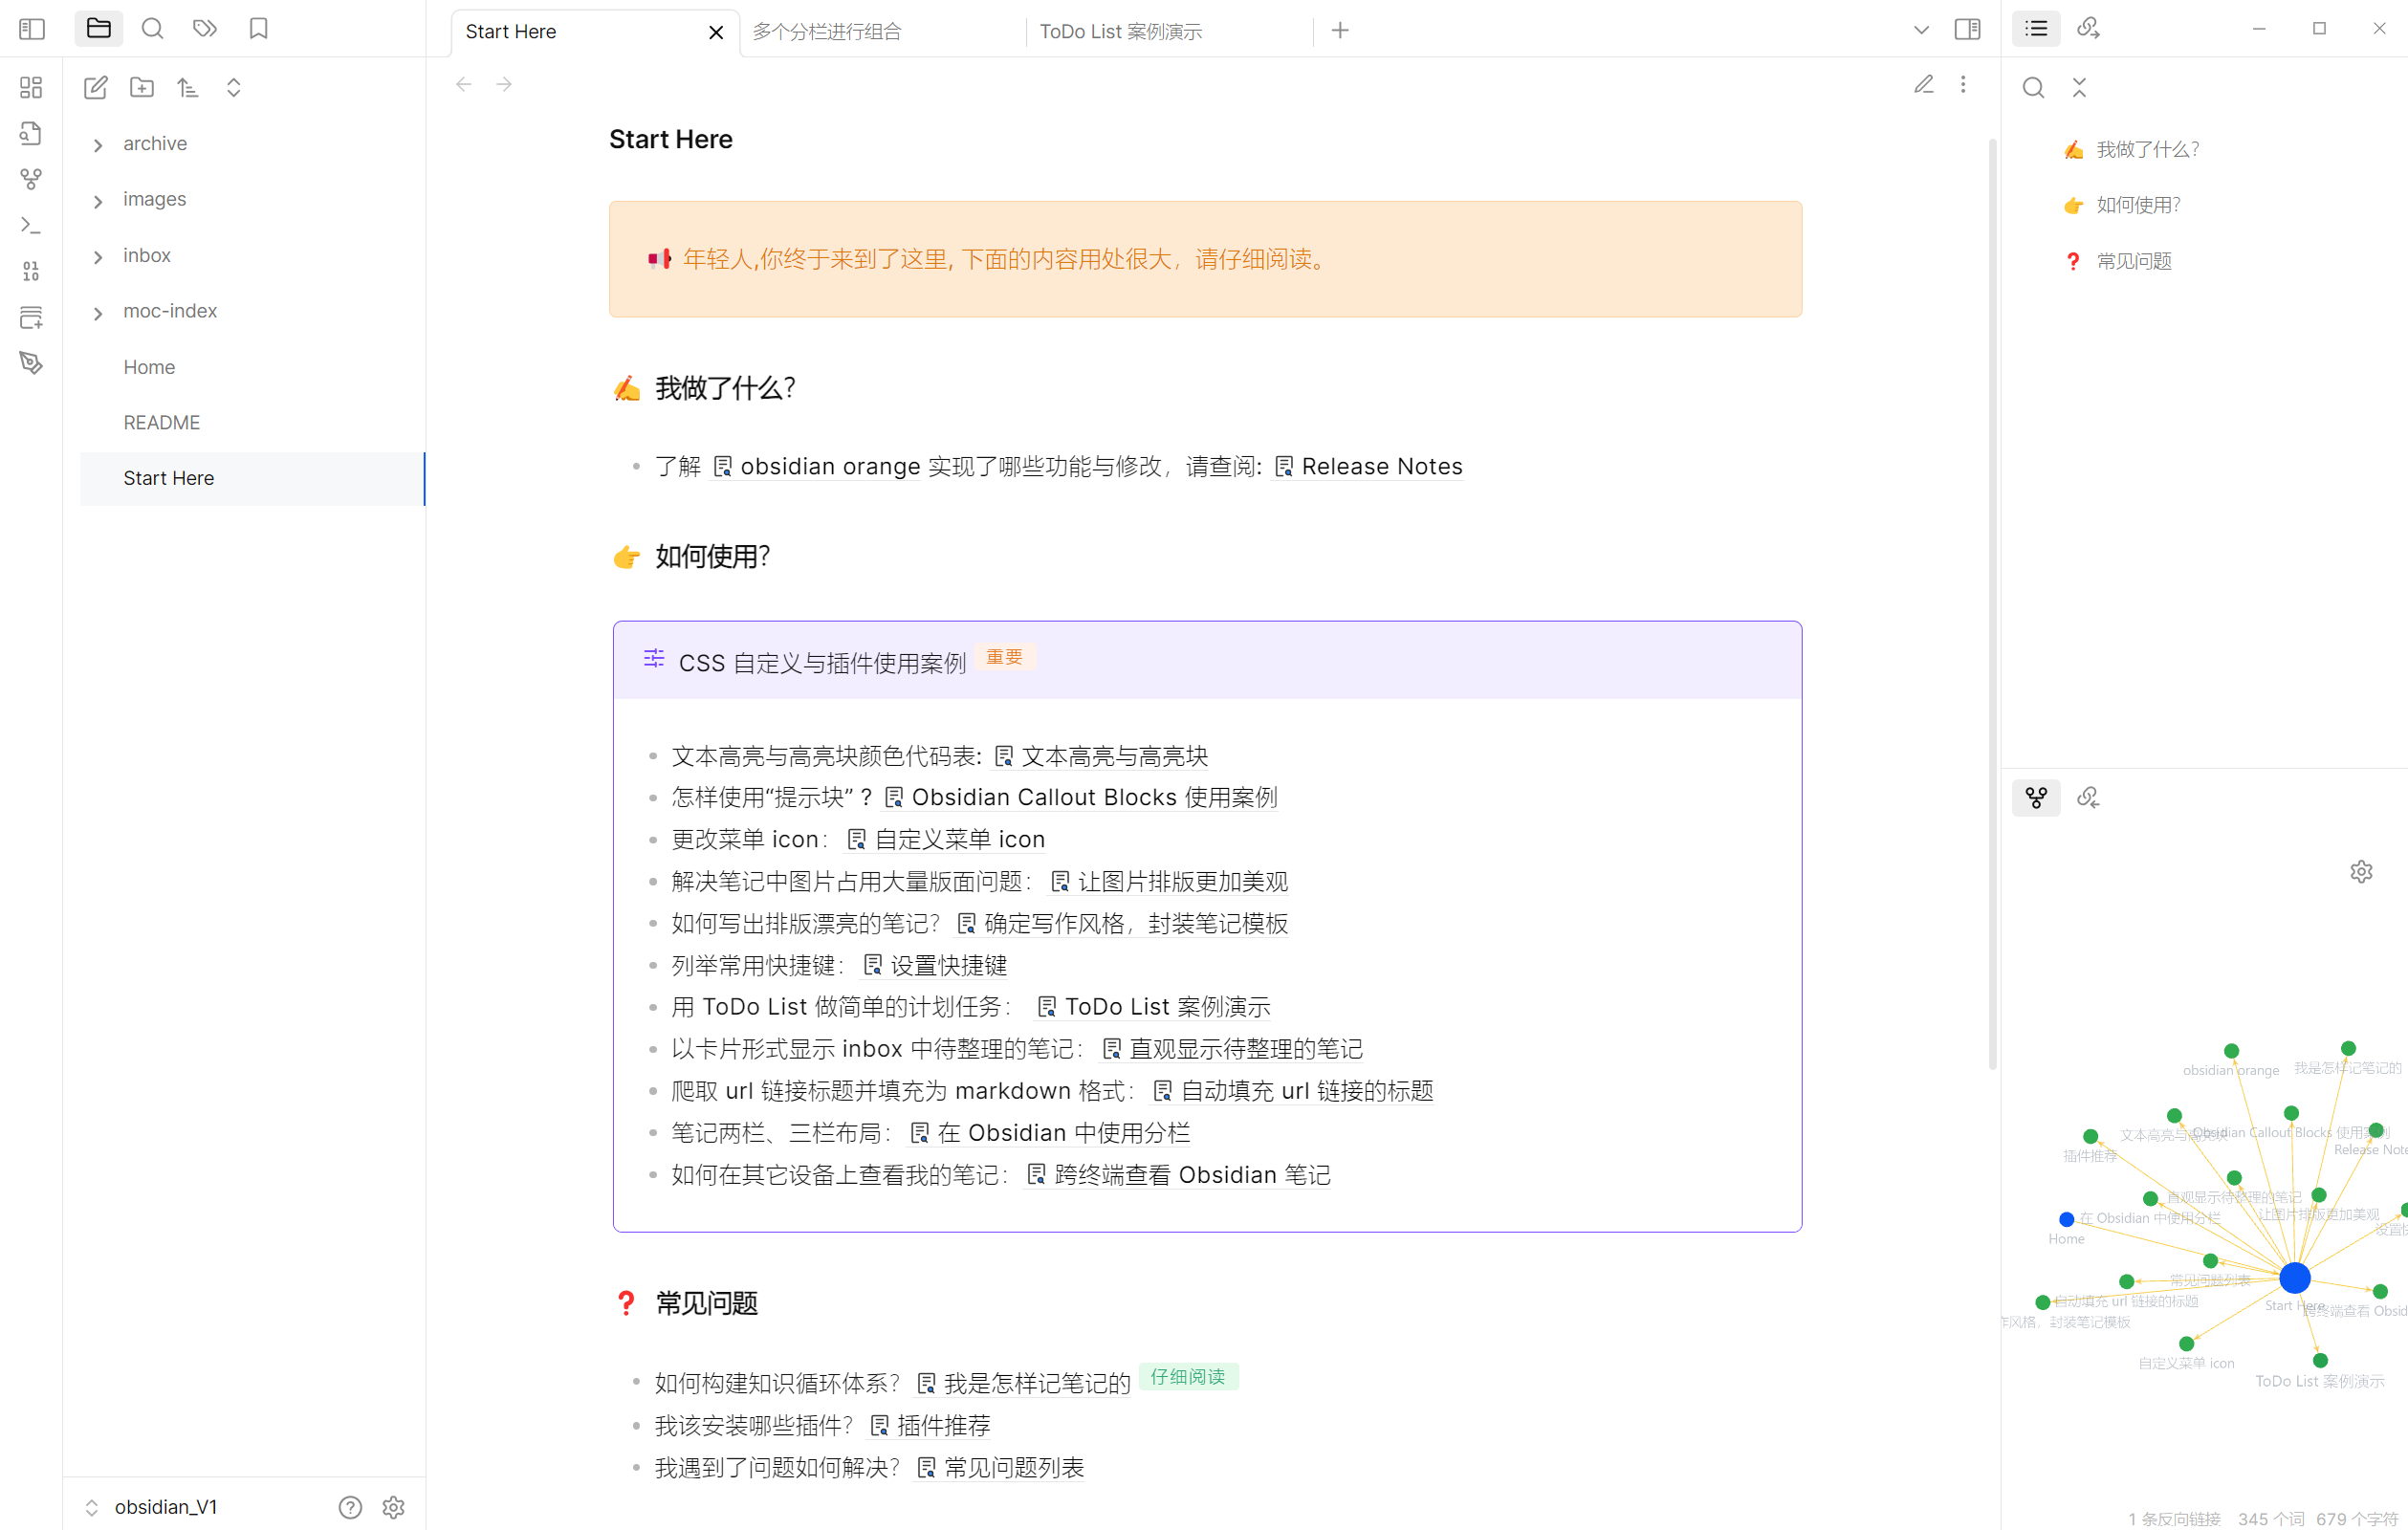 Start Here
多个分栏进行组合
ToDo List 案例演示
archive
images
inbox
moc-index
Home
README
Start Here
obsidian_V1
Start Here
年轻人,你终于来到了这里, 下面的内容用处很大，请仔细阅读。
我做了什么？
了解 obsidian orange 实现了哪些功能与修改，请查阅: Release Notes
如何使用？
CSS 自定义与插件使用案例 重要
文本高亮与高亮块颜色代码表: 文本高亮与高亮块
怎样使用“提示块” ? Obsidian Callout Blocks 使用案例
更改菜单 icon： 自定义菜单 icon
解决笔记中图片占用大量版面问题： 让图片排版更加美观
如何写出排版漂亮的笔记？ 确定写作风格，封装笔记模板
列举常用快捷键： 设置快捷键
用 ToDo List 做简单的计划任务： ToDo List 案例演示
以卡片形式显示 inbox 中待整理的笔记： 直观显示待整理的笔记
爬取 url 链接标题并填充为 markdown 格式： 自动填充 url 链接的标题
笔记两栏、三栏布局： 在 Obsidian 中使用分栏
如何在其它设备上查看我的笔记： 跨终端查看 Obsidian 笔记
常见问题
如何构建知识循环体系？ 我是怎样记笔记的 仔细阅读
我该安装哪些插件？ 插件推荐
我遇到了问题如何解决？ 常见问题列表
我做了什么？
如何使用？
常见问题
obsidian orange
我是怎样记笔记的
文本高亮与高亮块
Obsidian Callout Blocks 使用案例
Release Note
插件推荐
直观显示待整理的笔记
让图片排版更加美观
在 Obsidian 中使用分栏
设置
Home
常见问题列表
自动填充 url 链接的标题
Start Here
跨终端查看 Obsid
作风格，封装笔记模板
自定义菜单 icon
ToDo List 案例演示
1 条反向链接 345 个词 679 个字符